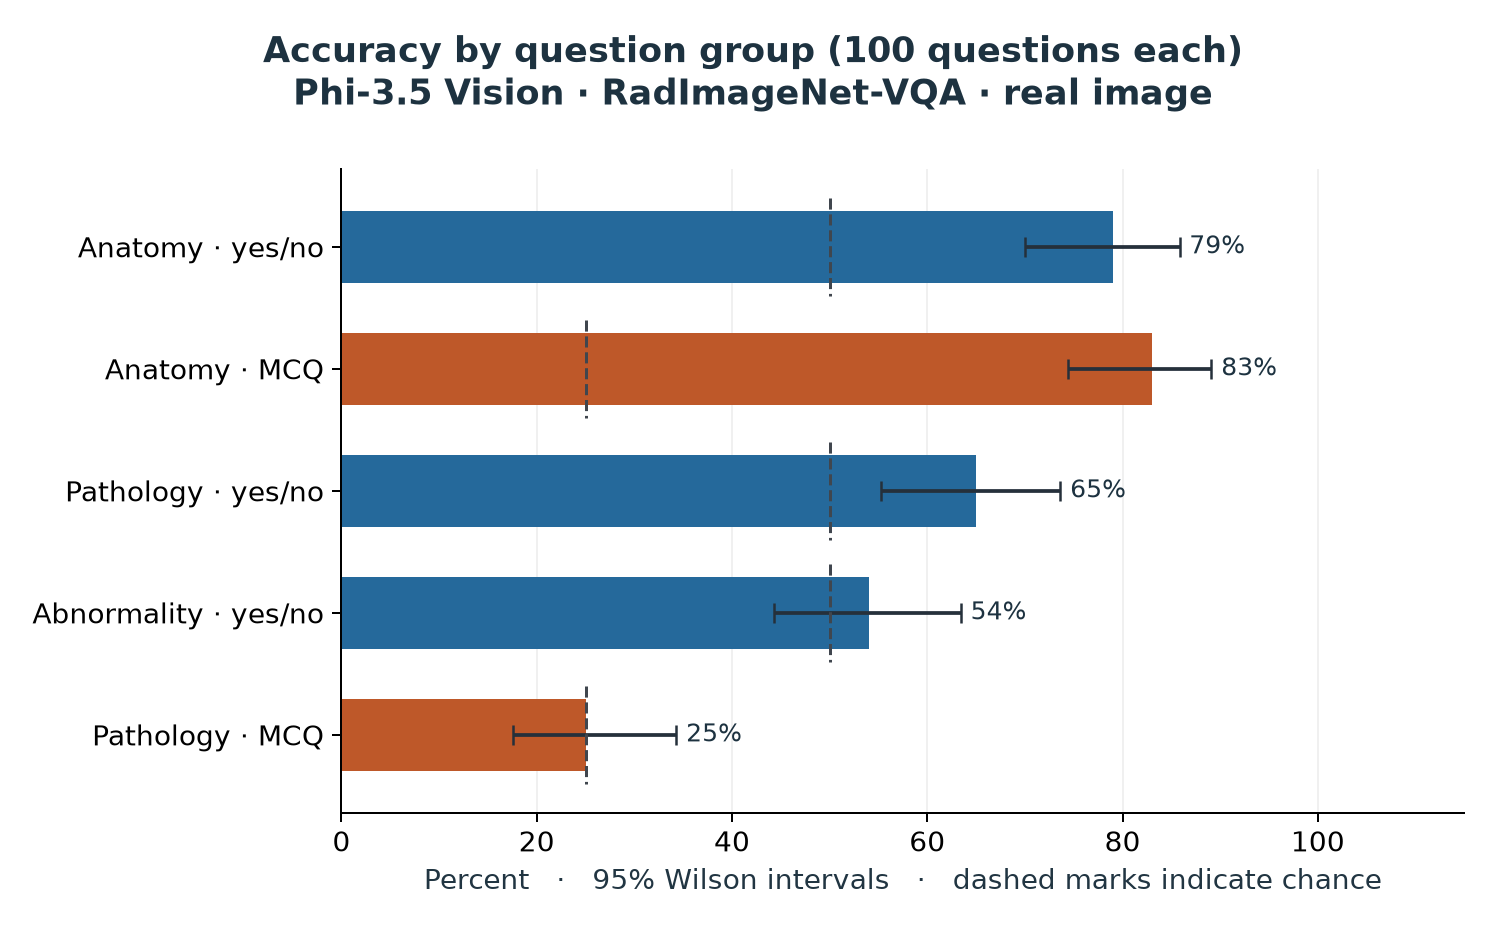 Accuracy by question group (100 questions each)
Phi-3.5 Vision · RadImageNet-VQA · real image
Anatomy · yes/no
79%
Anatomy · MCQ
83%
Pathology · yes/no
65%
Abnormality · yes/no
54%
Pathology · MCQ
25%
0 20 40 60 80 100
Percent · 95% Wilson intervals · dashed marks indicate chance